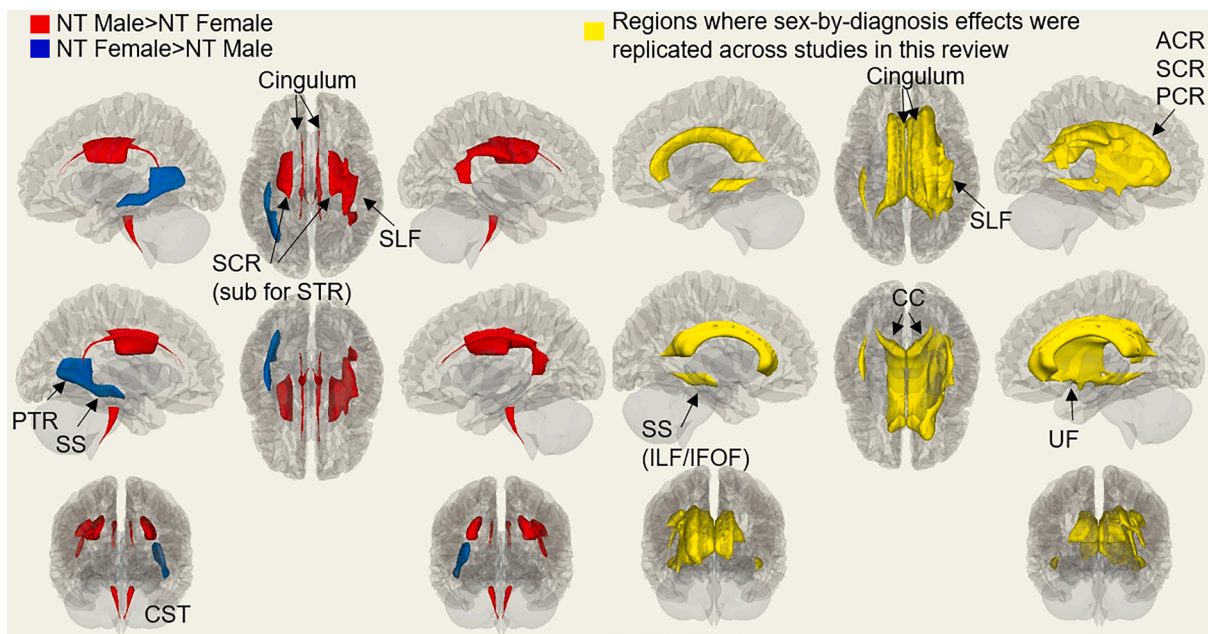 NT Male>NT Female
NT Female>NT Male
Regions where sex-by-diagnosis effects were
replicated across studies in this review
Cingulum
SLF
SCR
(sub for STR)
Cingulum
ACR
SCR
PCR
SLF
PTR
SS
CC
SS
(ILF/IFOF)
UF
CST